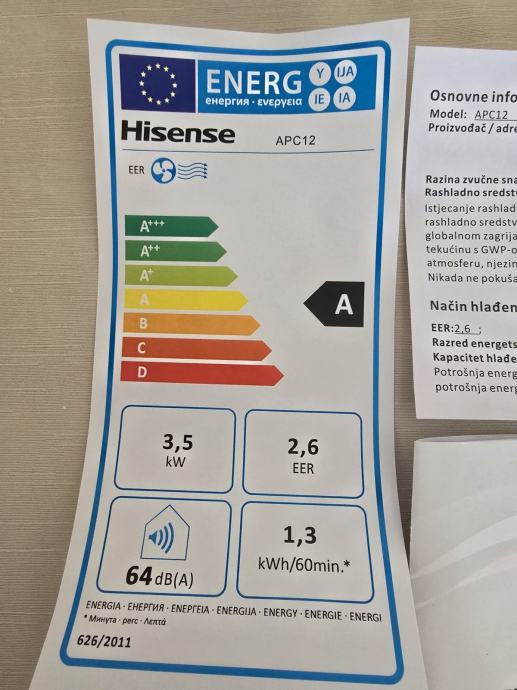 ENERG Y IJA
енергия · ενεργεια IE IA
Hisense APC12
EER
A+++
A++
A+
A
B
C
D
A
3,5
kW
2,6
EER
64 dB(A)
1,3
kWh/60min.*
ENERGIA · ЕНЕРГИЯ · ΕΝΕΡΓΕΙΑ · ENERGIJA · ENERGY · ENERGIE · ENERGI
* Минута · perc · Λεπτά
626/2011
Osnovne info
Model: APC12
Proizvođač / adre
Razina zvučne sna
Rashladno sredstv
Istjecanje rashlad
rashladno sredstv
globalnom zagrija
tekućinu s GWP-o
atmosferu, njezin
Nikada ne pokuša
Način hlađen
EER:2,6 ;
Razred energets
Kapacitet hlađe
Potrošnja energ
potrošnja energ